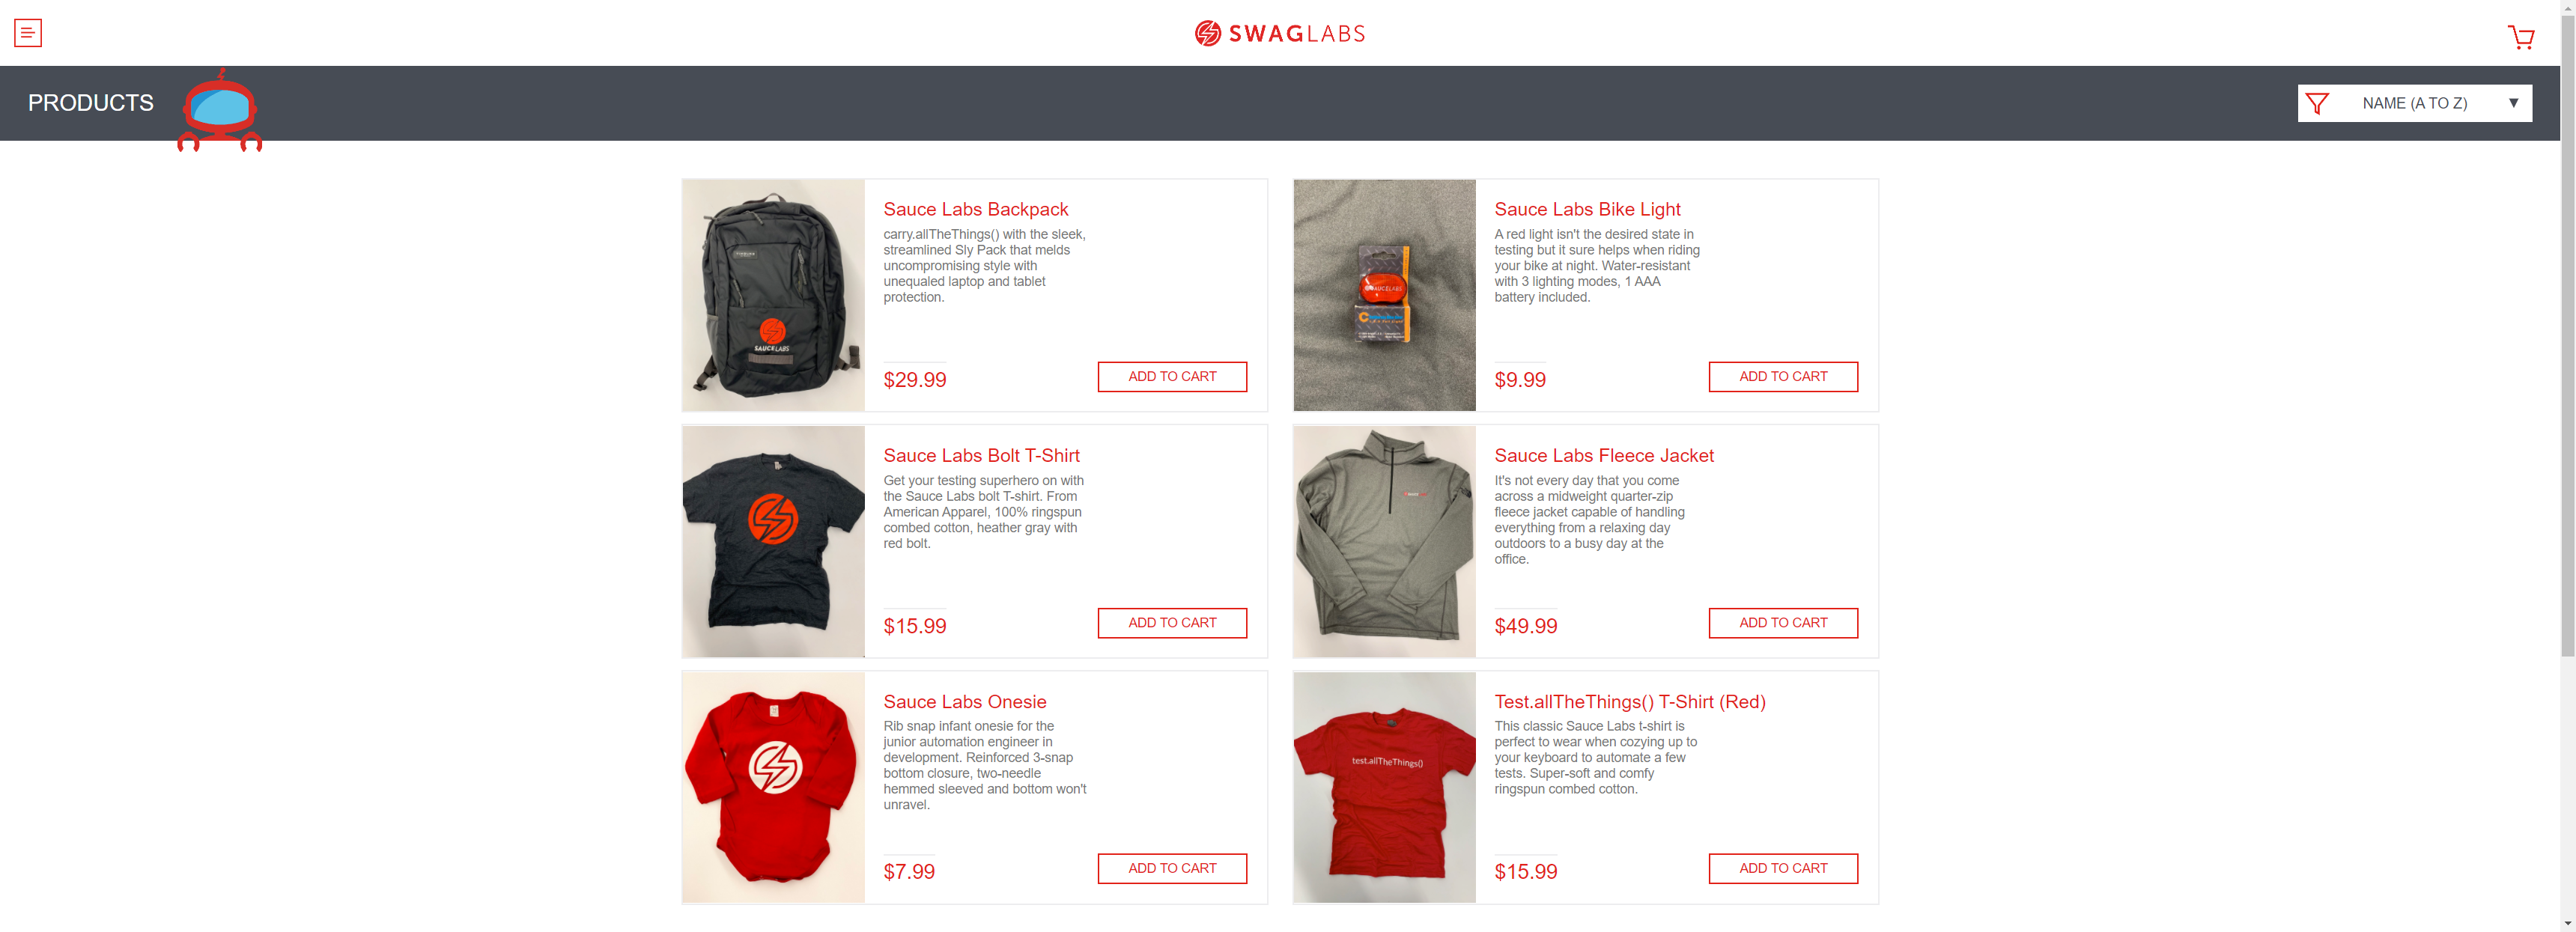 SWAGLABS
PRODUCTS
NAME (A TO Z)
Sauce Labs Backpack
carry.allTheThings() with the sleek,
streamlined Sly Pack that melds
uncompromising style with
unequaled laptop and tablet
protection.
SAUCELABS
$29.99
ADD TO CART
Sauce Labs Bike Light
A red light isn't the desired state in
testing but it sure helps when riding
your bike at night. Water-resistant
with 3 lighting modes, 1 AAA
battery included.
SAUCELABS
$9.99
ADD TO CART
Sauce Labs Bolt T-Shirt
Get your testing superhero on with
the Sauce Labs bolt T-shirt. From
American Apparel, 100% ringspun
combed cotton, heather gray with
red bolt.
$15.99
ADD TO CART
Sauce Labs Fleece Jacket
It's not every day that you come
across a midweight quarter-zip
fleece jacket capable of handling
everything from a relaxing day
outdoors to a busy day at the
office.
$49.99
ADD TO CART
Sauce Labs Onesie
Rib snap infant onesie for the
junior automation engineer in
development. Reinforced 3-snap
bottom closure, two-needle
hemmed sleeved and bottom won't
unravel.
$7.99
ADD TO CART
Test.allTheThings() T-Shirt (Red)
This classic Sauce Labs t-shirt is
perfect to wear when cozying up to
your keyboard to automate a few
tests. Super-soft and comfy
ringspun combed cotton.
test.allTheThings()
$15.99
ADD TO CART